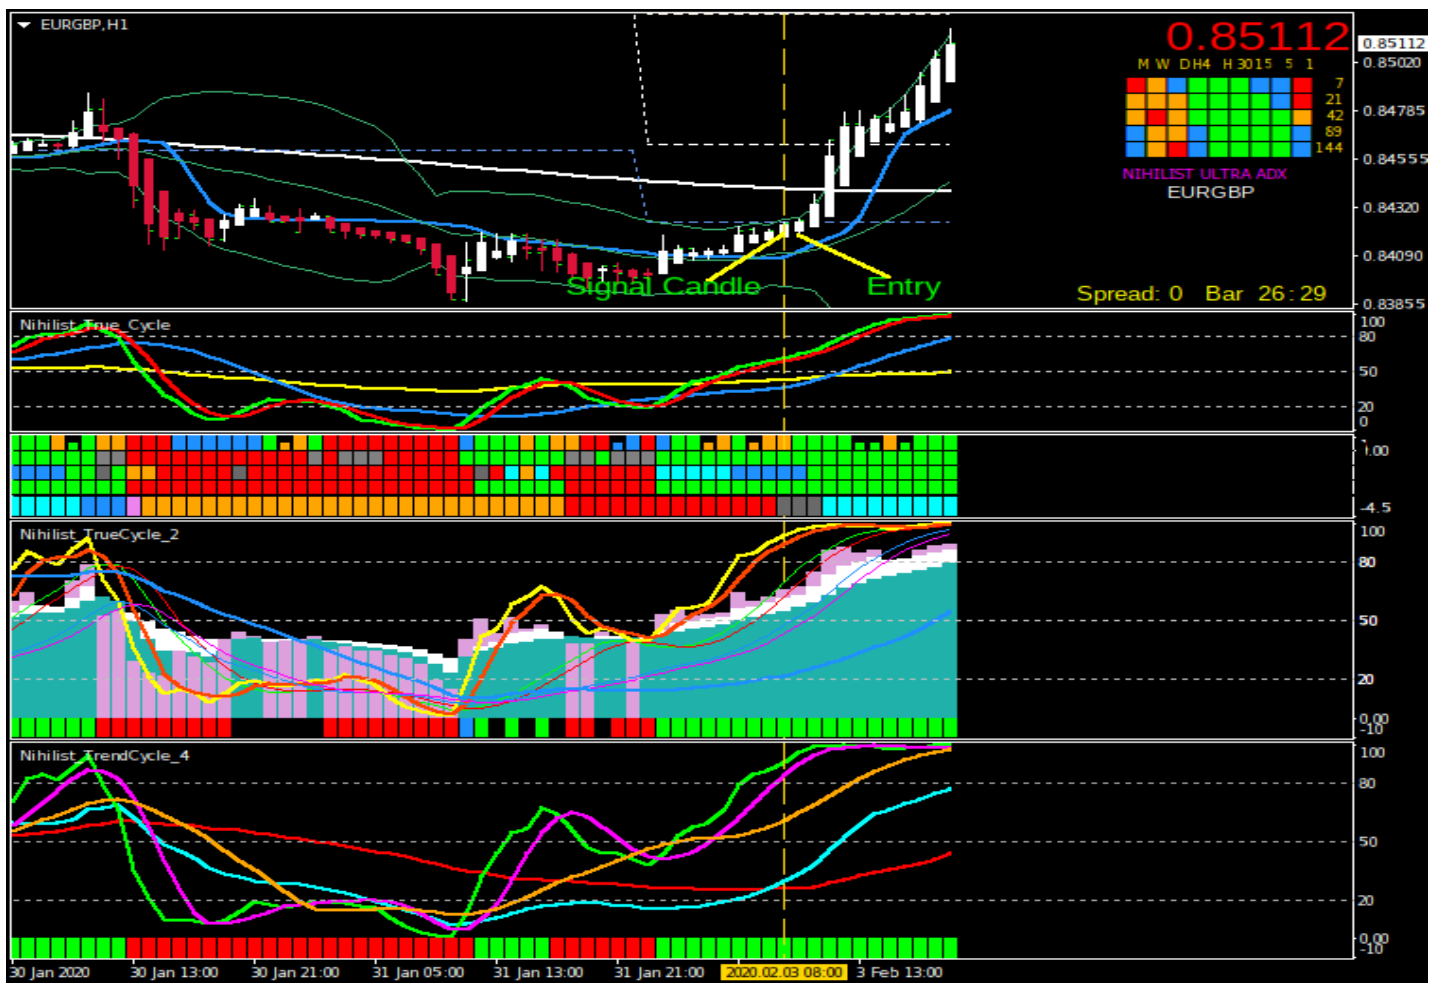 EURGBP,H1
0.85112
0.85112
0.85020
0.84785
0.84555
0.84320
0.84090
0.83855
M W D H4 H 30 15 5 1
7
21
42
89
144
NIHILIST ULTRA ADX
EURGBP
Signal Candle
Entry
Spread: 0 Bar 26:29
Nihilist_True_Cycle
100
80
50
20
0
1.00
-4.5
Nihilist_TrueCycle_2
100
80
50
20
0.00
-10
Nihilist_TrendCycle_4
100
80
50
20
0.00
-10
30 Jan 2020
30 Jan 13:00
30 Jan 21:00
31 Jan 05:00
31 Jan 13:00
31 Jan 21:00
2020.02.03 08:00
3 Feb 13:00